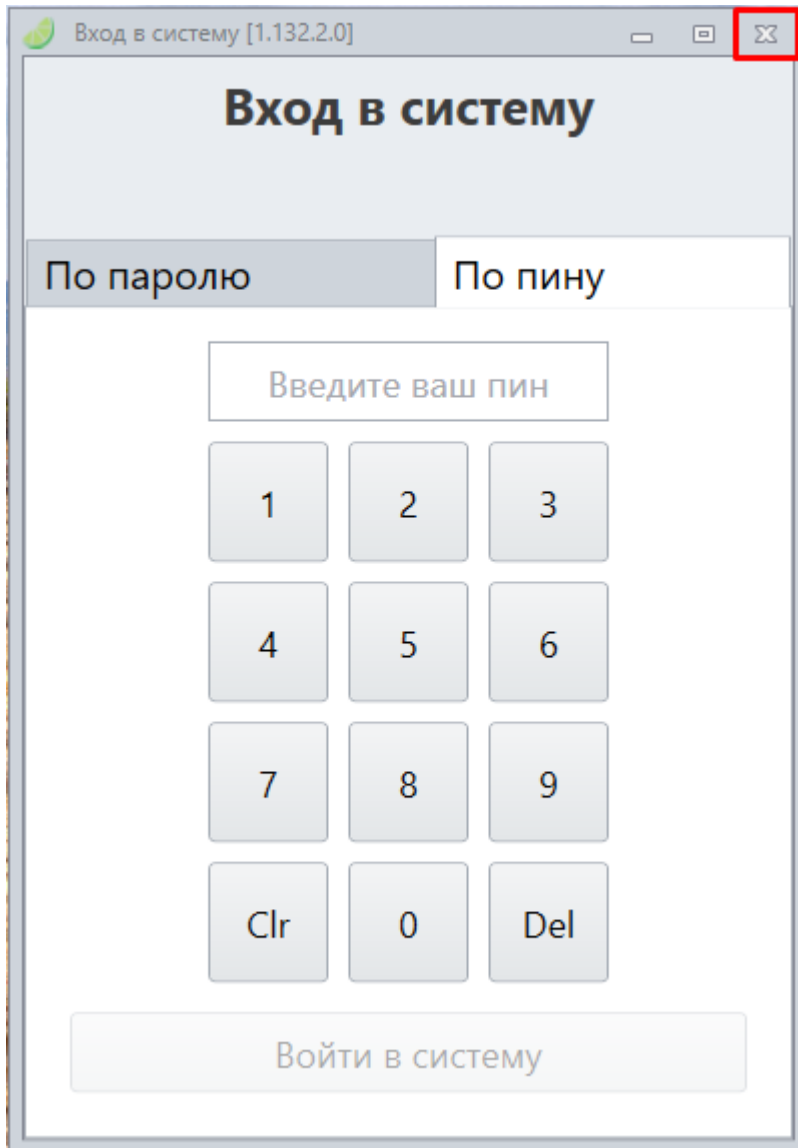 Вход в систему [1.132.2.0]
Вход в систему
По паролю По пину
Введите ваш пин
1 2 3
4 5 6
7 8 9
Clr 0 Del
Войти в систему